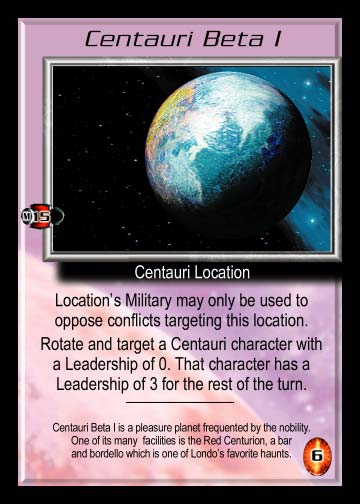 Centauri Beta I
M 15
Centauri Location
Location's Military may only be used to
oppose conflicts targeting this location.
Rotate and target a Centauri character with
a Leadership of 0. That character has a
Leadership of 3 for the rest of the turn.
Centauri Beta I is a pleasure planet frequented by the nobility.
One of its many facilities is the Red Centurion, a bar
and bordello which is one of Londo's favorite haunts.
6